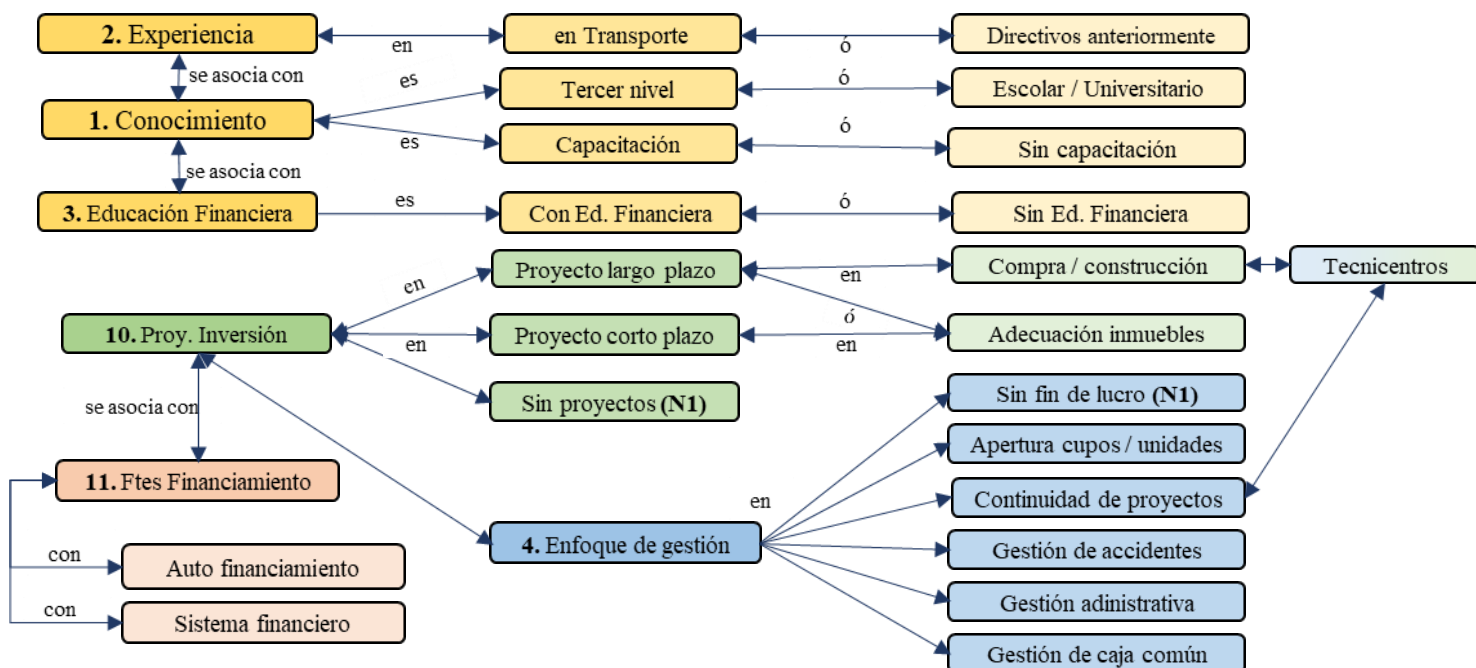 2. Experiencia
en
en Transporte
ó
Directivos anteriormente
se asocia con
es
Tercer nivel
ó
Escolar / Universitario
1. Conocimiento
es
Capacitación
ó
Sin capacitación
se asocia con
3. Educación Financiera
es
Con Ed. Financiera
ó
Sin Ed. Financiera
en
Proyecto largo plazo
en
Compra / construcción
Tecnicentros
10. Proy. Inversión
en
Proyecto corto plazo
ó
en
Adecuación inmuebles
Sin proyectos (N1)
Sin fin de lucro (N1)
se asocia con
Apertura cupos / unidades
11. Ftes Financiamiento
en
Continuidad de proyectos
4. Enfoque de gestión
Gestión de accidentes
con
Auto financiamiento
Gestión adinistrativa
con
Sistema financiero
Gestión de caja común